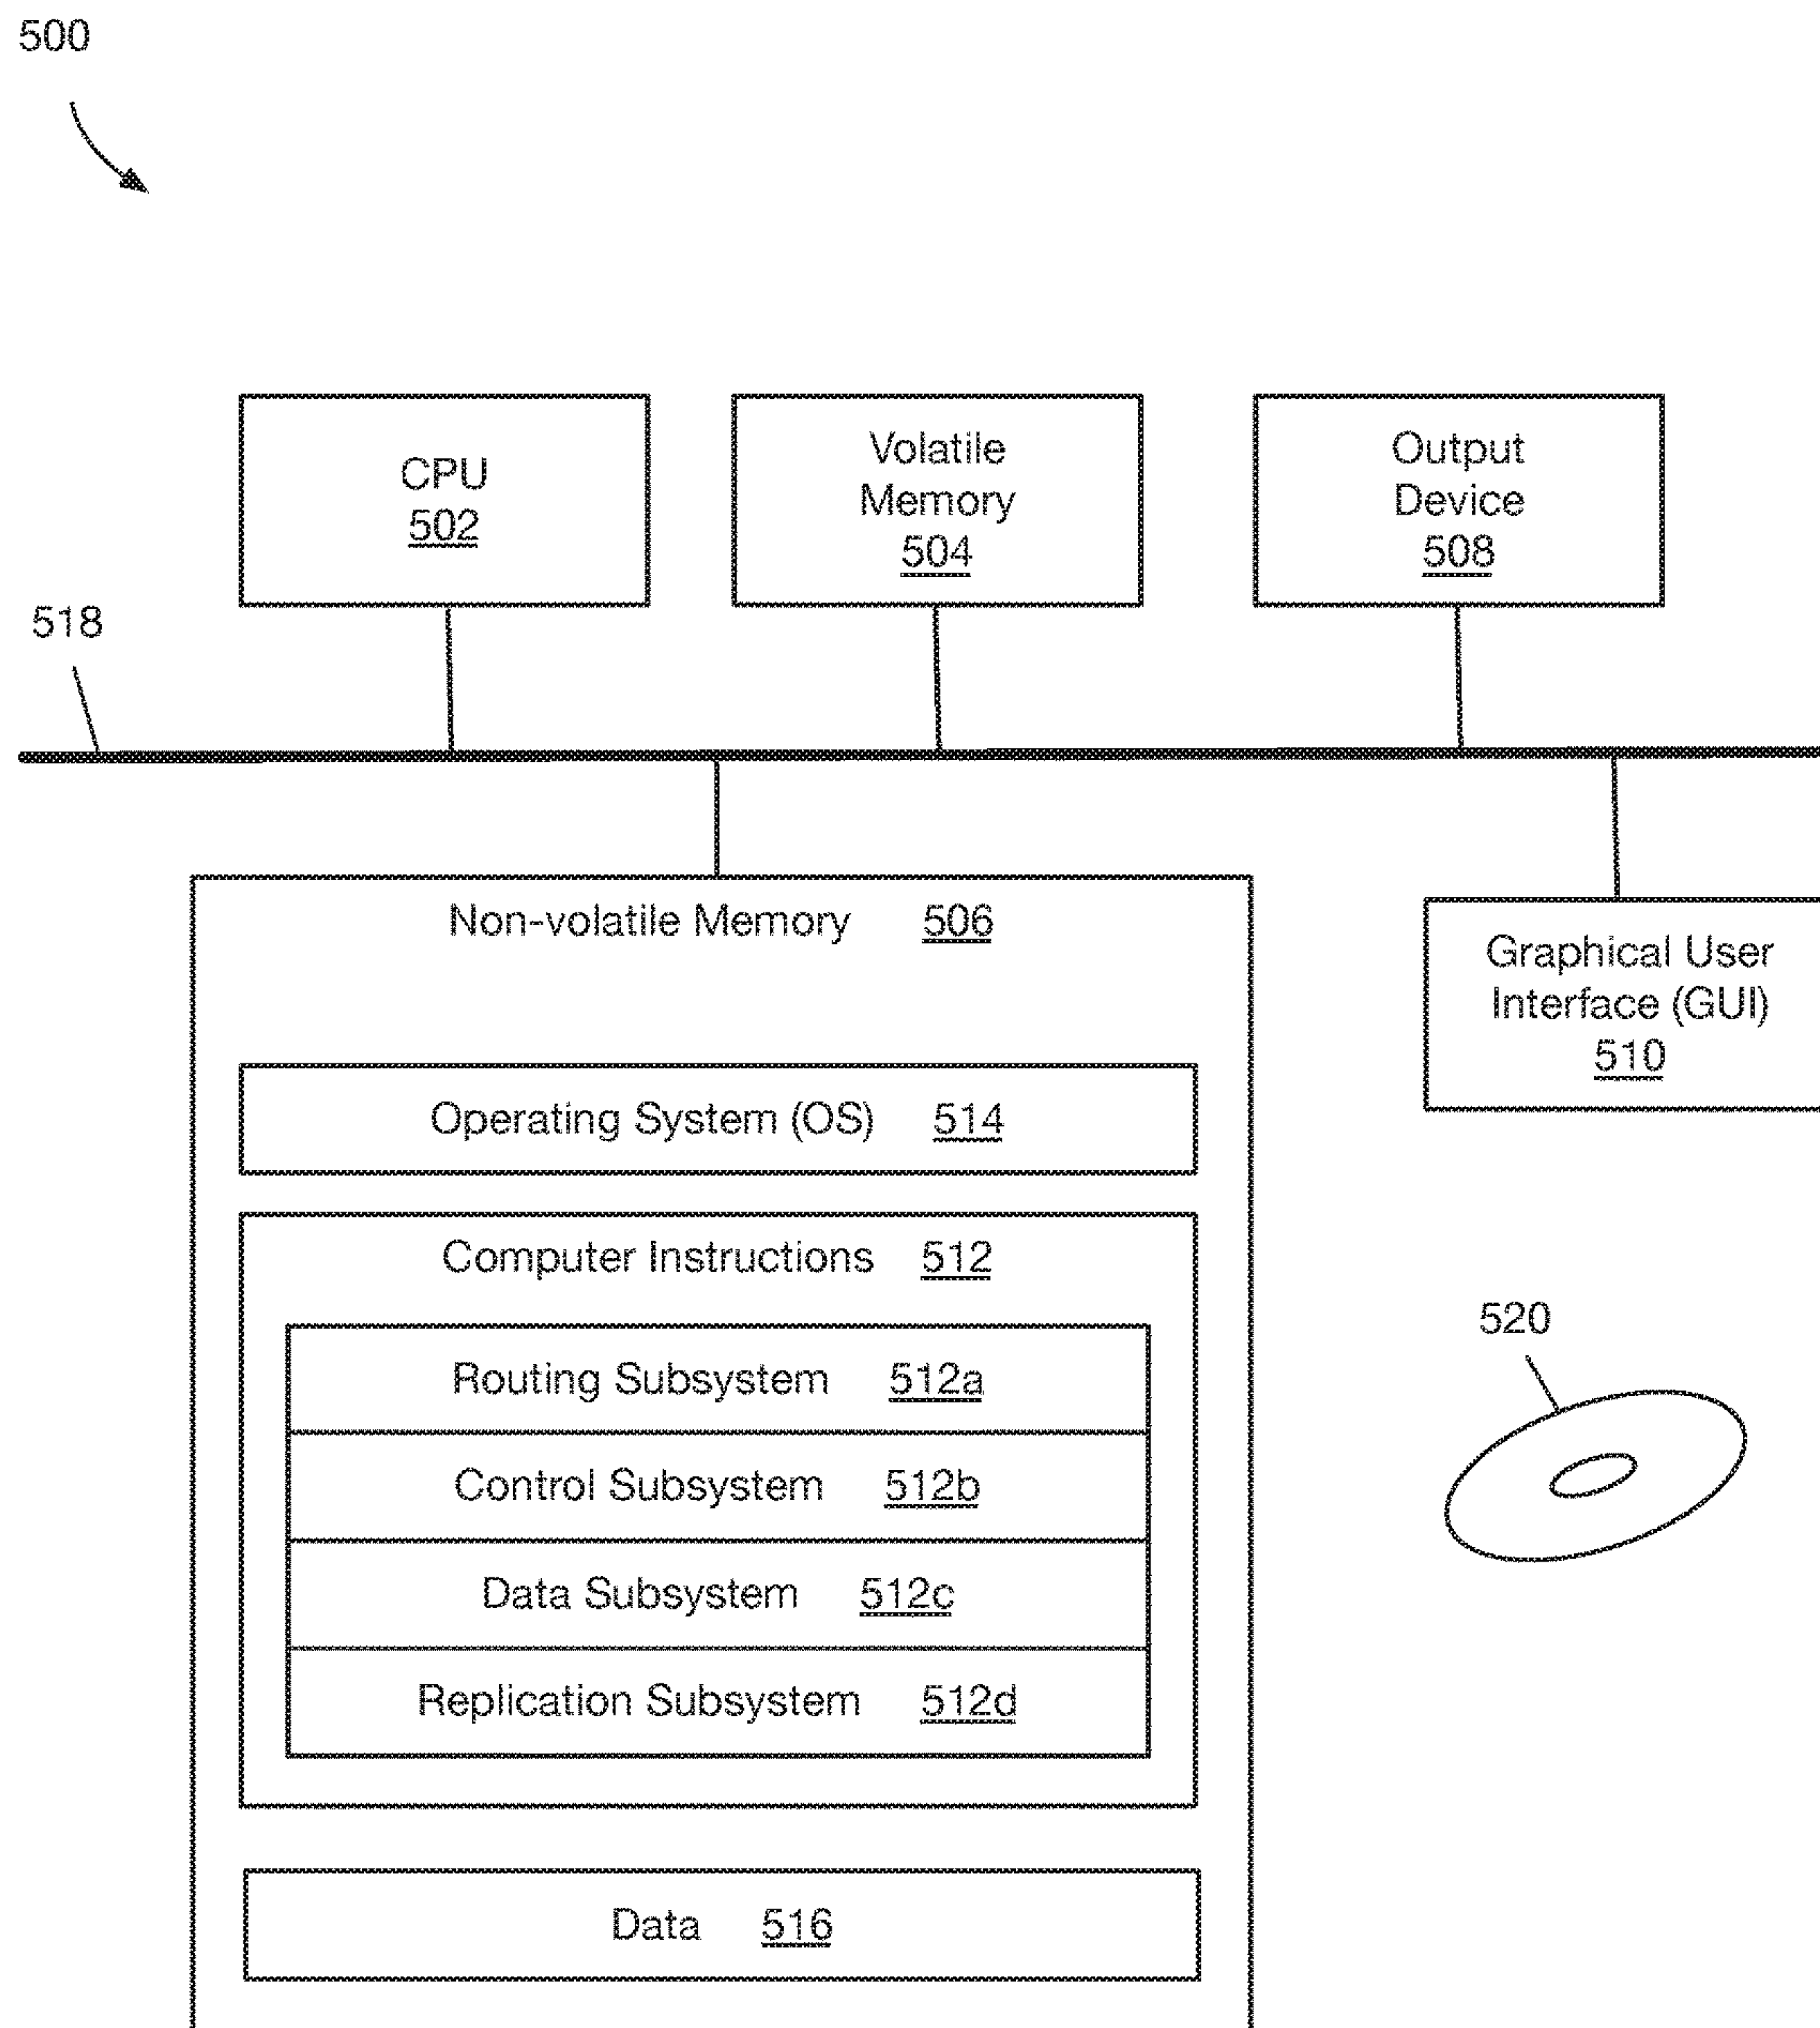 500
CPU
502
Volatile
Memory
504
Output
Device
508
518
Non-volatile Memory 506
Graphical User
Interface (GUI)
510
Operating System (OS) 514
Computer Instructions 512
Routing Subsystem 512a
Control Subsystem 512b
Data Subsystem 512c
Replication Subsystem 512d
520
Data 516